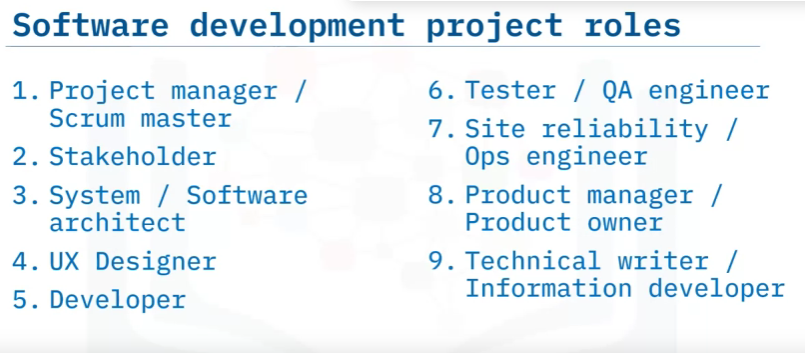 Software development project roles
1. Project manager /
Scrum master
2. Stakeholder
3. System / Software
architect
4. UX Designer
5. Developer
6. Tester / QA engineer
7. Site reliability /
Ops engineer
8. Product manager /
Product owner
9. Technical writer /
Information developer